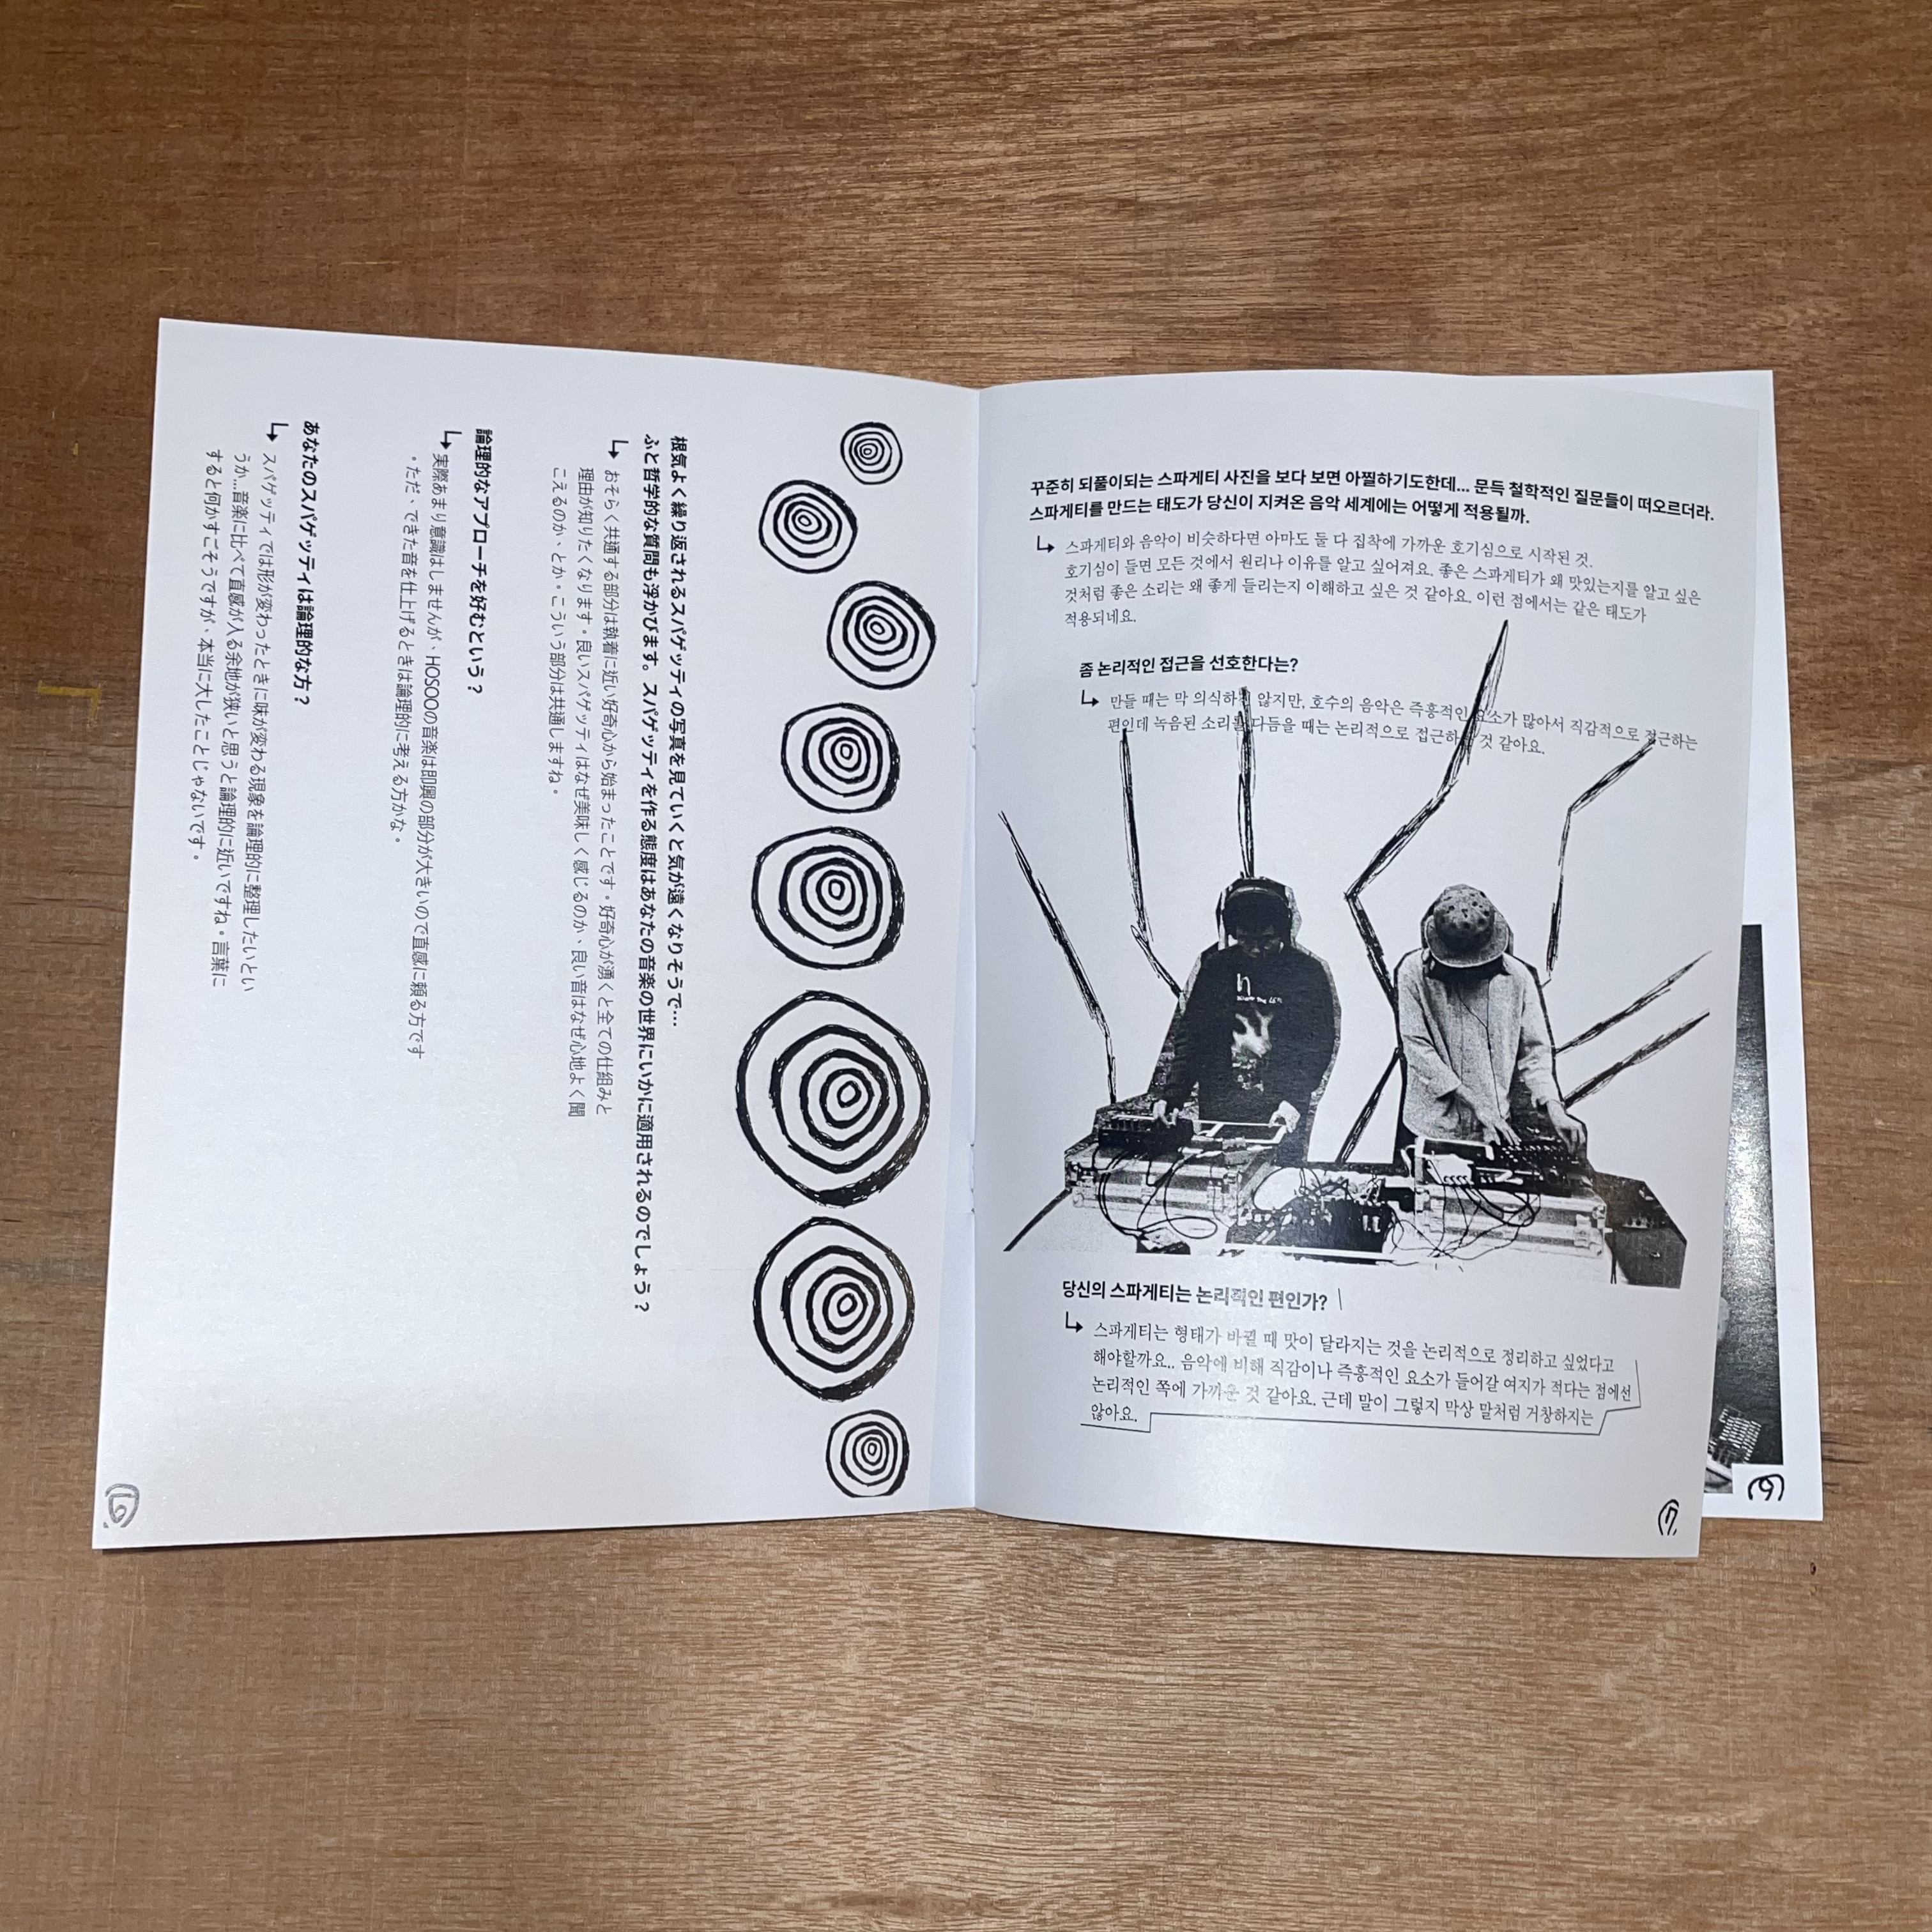 根気よく繰り返されるスパゲッティの写真を見ていくと気が遠くなりそうで...
ふと哲学的な質問も浮かびます。スパゲッティを作る態度はあなたの音楽の世界にいかに適用されるのでしょう？
おそらく共通する部分は執着に近い好奇心から始まったことです。好奇心が湧くと全ての仕組みと
理由が知りたくなります。良いスパゲッティはなぜ美味しく感じるのか、良い音はなぜ心地よく聞
こえるのか、とか。こういう部分は共通しますね。
論理的なアプローチを好むという？
実際あまり意識はしませんが、HOSOOの音楽は即興の部分が大きいので直感に頼る方です
。ただ、できた音を仕上げるときは論理的に考える方かな。
あなたのスパゲッティは論理的な方？
スパゲッティでは形が変わったときに味が変わる現象を論理的に整理したいとい
うか...音楽に比べて直感が入る余地が狭いと思うと論理的に近いですね。言葉に
すると何かすごそうですが、本当に大したことじゃないです。
6
꾸준히 되풀이되는 스파게티 사진을 보다 보면 아찔하기도한데... 문득 철학적인 질문들이 떠오르더라.
스파게티를 만드는 태도가 당신이 지켜온 음악 세계에는 어떻게 적용될까.
스파게티와 음악이 비슷하다면 아마도 둘 다 집착에 가까운 호기심으로 시작된 것.
호기심이 들면 모든 것에서 원리나 이유를 알고 싶어져요. 좋은 스파게티가 왜 맛있는지를 알고 싶은
것처럼 좋은 소리는 왜 좋게 들리는지 이해하고 싶은 것 같아요. 이런 점에서는 같은 태도가
적용되네요.
좀 논리적인 접근을 선호한다는?
만들 때는 막 의식하진 않지만, 호수의 음악은 즉흥적인 요소가 많아서 직감적으로 접근하는
편인데 녹음된 소리를 다듬을 때는 논리적으로 접근하는 것 같아요.
당신의 스파게티는 논리적인 편인가?
스파게티는 형태가 바뀔 때 맛이 달라지는 것을 논리적으로 정리하고 싶었다고
해야할까요.. 음악에 비해 직감이나 즉흥적인 요소가 들어갈 여지가 적다는 점에선
논리적인 쪽에 가까운 것 같아요. 근데 말이 그렇지 막상 말처럼 거창하지는
않아요.
7
9